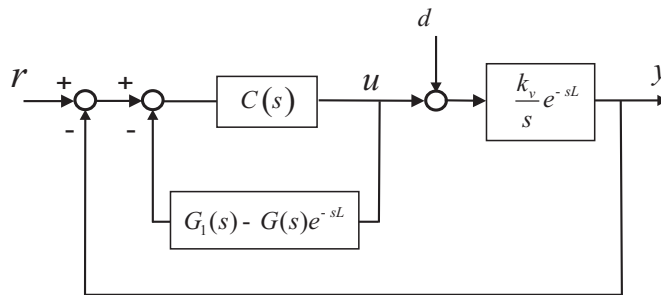 d
r + + C(s) u k_v/s e^{-sL} y
- -
G_1(s) - G(s)e^{-sL}